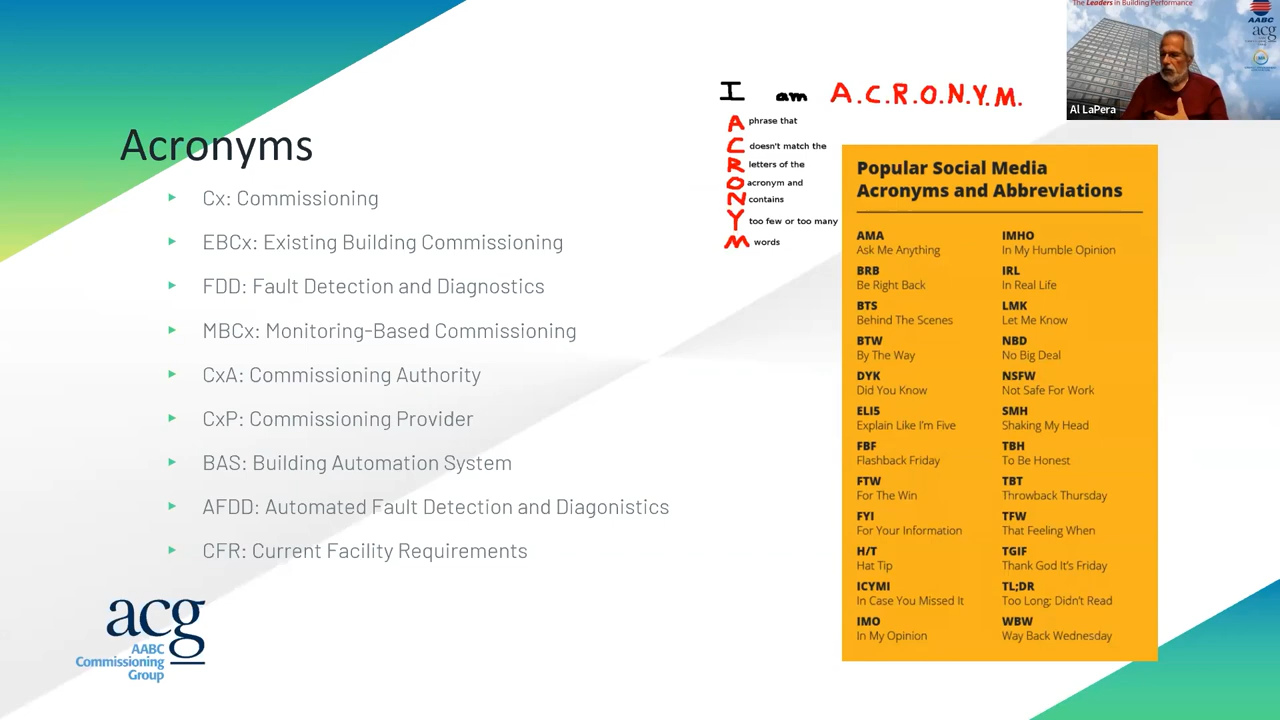 The Leaders in Building Performance
AABC
acg
Al LaPera
I am A.C.R.O.N.Y.M.
A phrase that
C doesn't match the
R letters of the
O acronym and
N contains
Y too few or too many
M words
Acronyms
Cx: Commissioning
EBCx: Existing Building Commissioning
FDD: Fault Detection and Diagnostics
MBCx: Monitoring-Based Commissioning
CxA: Commissioning Authority
CxP: Commissioning Provider
BAS: Building Automation System
AFDD: Automated Fault Detection and Diagonistics
CFR: Current Facility Requirements
Popular Social Media
Acronyms and Abbreviations
AMA
Ask Me Anything
BRB
Be Right Back
BTS
Behind The Scenes
BTW
By The Way
DYK
Did You Know
ELI5
Explain Like I'm Five
FBF
Flashback Friday
FTW
For The Win
FYI
For Your Information
H/T
Hat Tip
ICYMI
In Case You Missed It
IMO
In My Opinion
IMHO
In My Humble Opinion
IRL
In Real Life
LMK
Let Me Know
NBD
No Big Deal
NSFW
Not Safe For Work
SMH
Shaking My Head
TBH
To Be Honest
TBT
Throwback Thursday
TFW
That Feeling When
TGIF
Thank God It's Friday
TL;DR
Too Long; Didn't Read
WBW
Way Back Wednesday
acg
AABC
Commissioning
Group